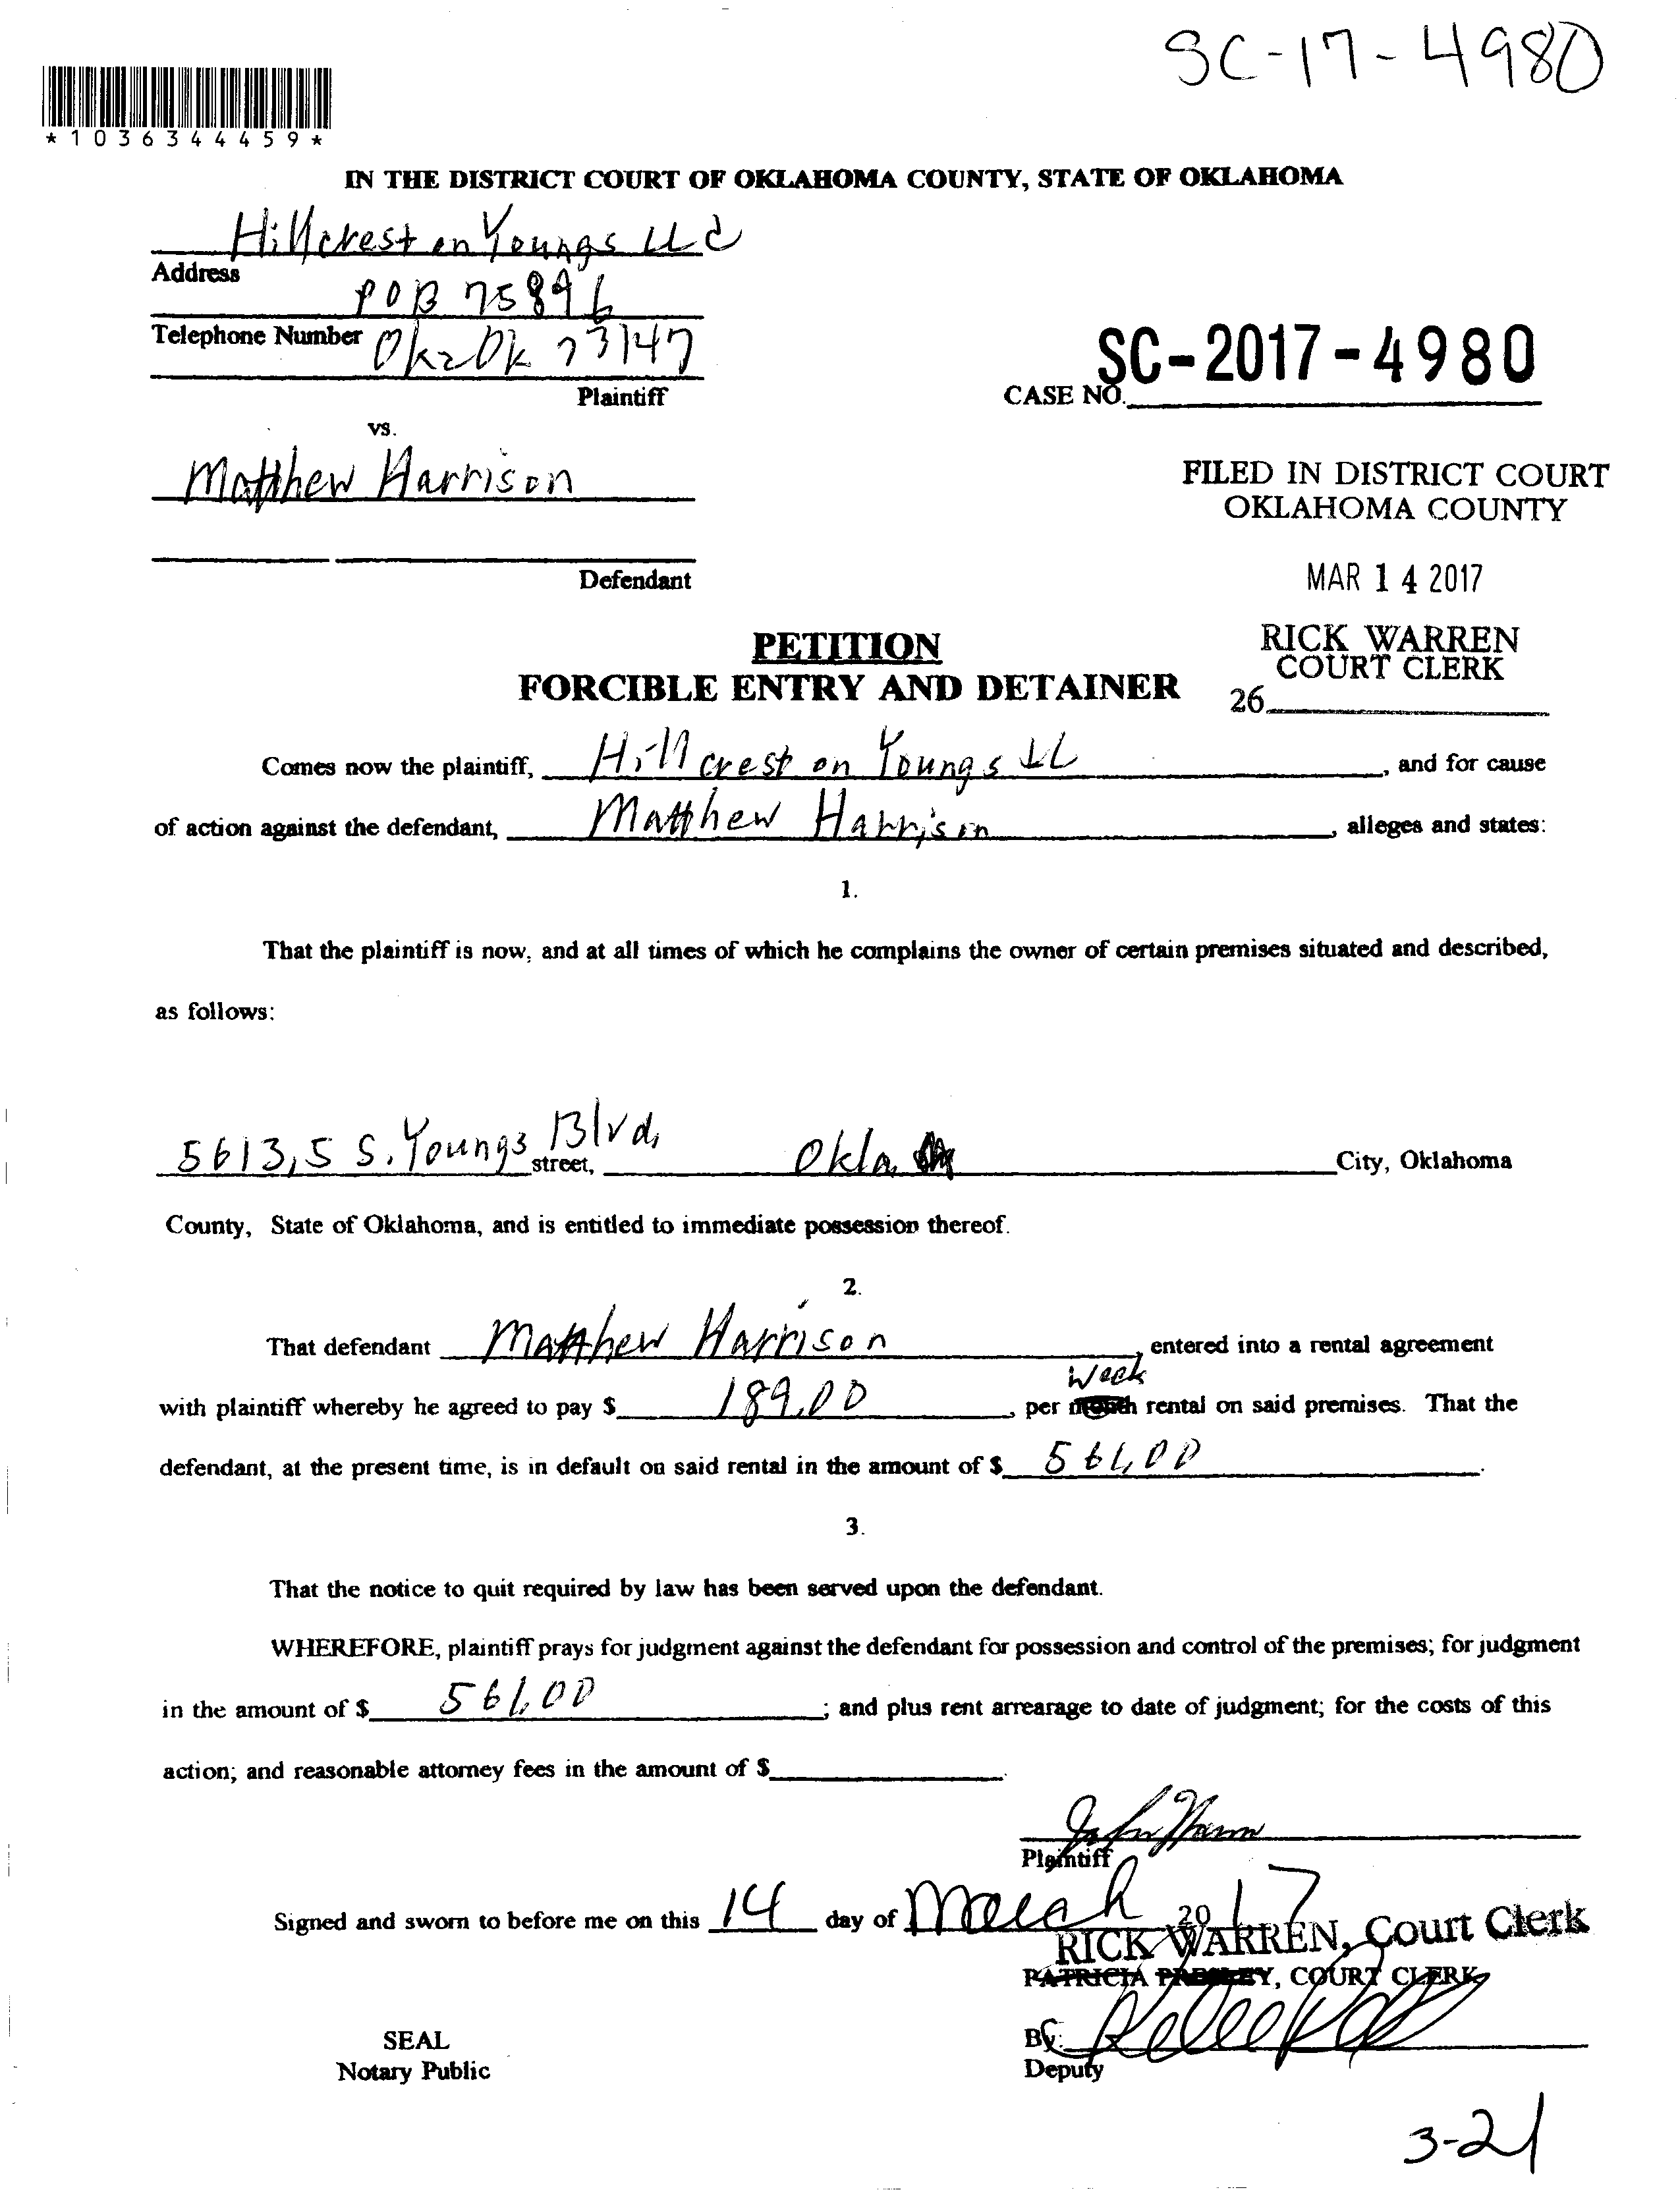 SC-17-4980
*1036344459*
IN THE DISTRICT COURT OF OKLAHOMA COUNTY, STATE OF OKLAHOMA
Hillcrest on Youngs LLC
Address
POB 75896
Telephone Number OkC Ok 73147
Plaintiff
SC-2017-4980
CASE NO.
vs.
Matthew Harrison
Defendant
FILED IN DISTRICT COURT
OKLAHOMA COUNTY
MAR 14 2017
RICK WARREN
COURT CLERK
26
PETITION
FORCIBLE ENTRY AND DETAINER
Comes now the plaintiff, Hillcrest on Youngs LL, and for cause
of action against the defendant, Matthew Harrison, alleges and states:
1.
That the plaintiff is now, and at all times of which he complains the owner of certain premises situated and described,
as follows:
5613.5 S. Youngs Blvd. street, Okla City, Oklahoma
County, State of Oklahoma, and is entitled to immediate possession thereof.
2.
That defendant Matthew Harrison, entered into a rental agreement
Week
with plaintiff whereby he agreed to pay $ 189.00, per month rental on said premises. That the
defendant, at the present time, is in default on said rental in the amount of $ 561.00.
3.
That the notice to quit required by law has been served upon the defendant.
WHEREFORE, plaintiff prays for judgment against the defendant for possession and control of the premises; for judgment
in the amount of $ 561.00; and plus rent arrearage to date of judgment; for the costs of this
action; and reasonable attorney fees in the amount of $.
Plaintiff
Signed and sworn to before me on this 14 day of March 2017
RICK WARREN, Court Clerk
PATRICIA PRESLEY, COURT CLERK
By:
Deputy
SEAL
Notary Public
3-21